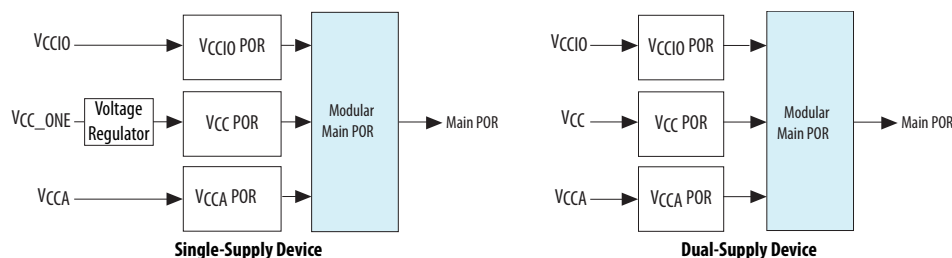 VCCIO
VCCIO POR
VCC_ONE
Voltage
Regulator
VCC POR
VCCA
VCCA POR
Modular
Main POR
Main POR
Single-Supply Device
VCCIO
VCCIO POR
VCC
VCC POR
VCCA
VCCA POR
Modular
Main POR
Main POR
Dual-Supply Device